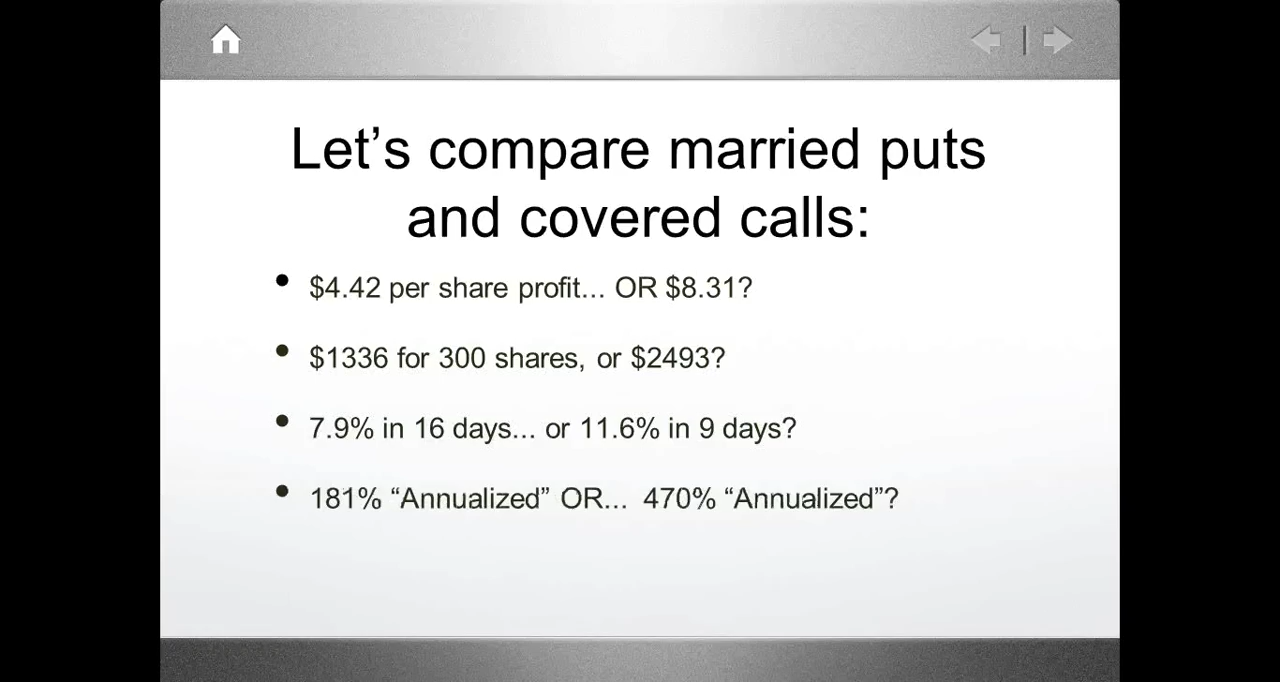 Let’s compare married puts
and covered calls:
• $4.42 per share profit... OR $8.31?
• $1336 for 300 shares, or $2493?
• 7.9% in 16 days... or 11.6% in 9 days?
• 181% “Annualized” OR... 470% “Annualized”?